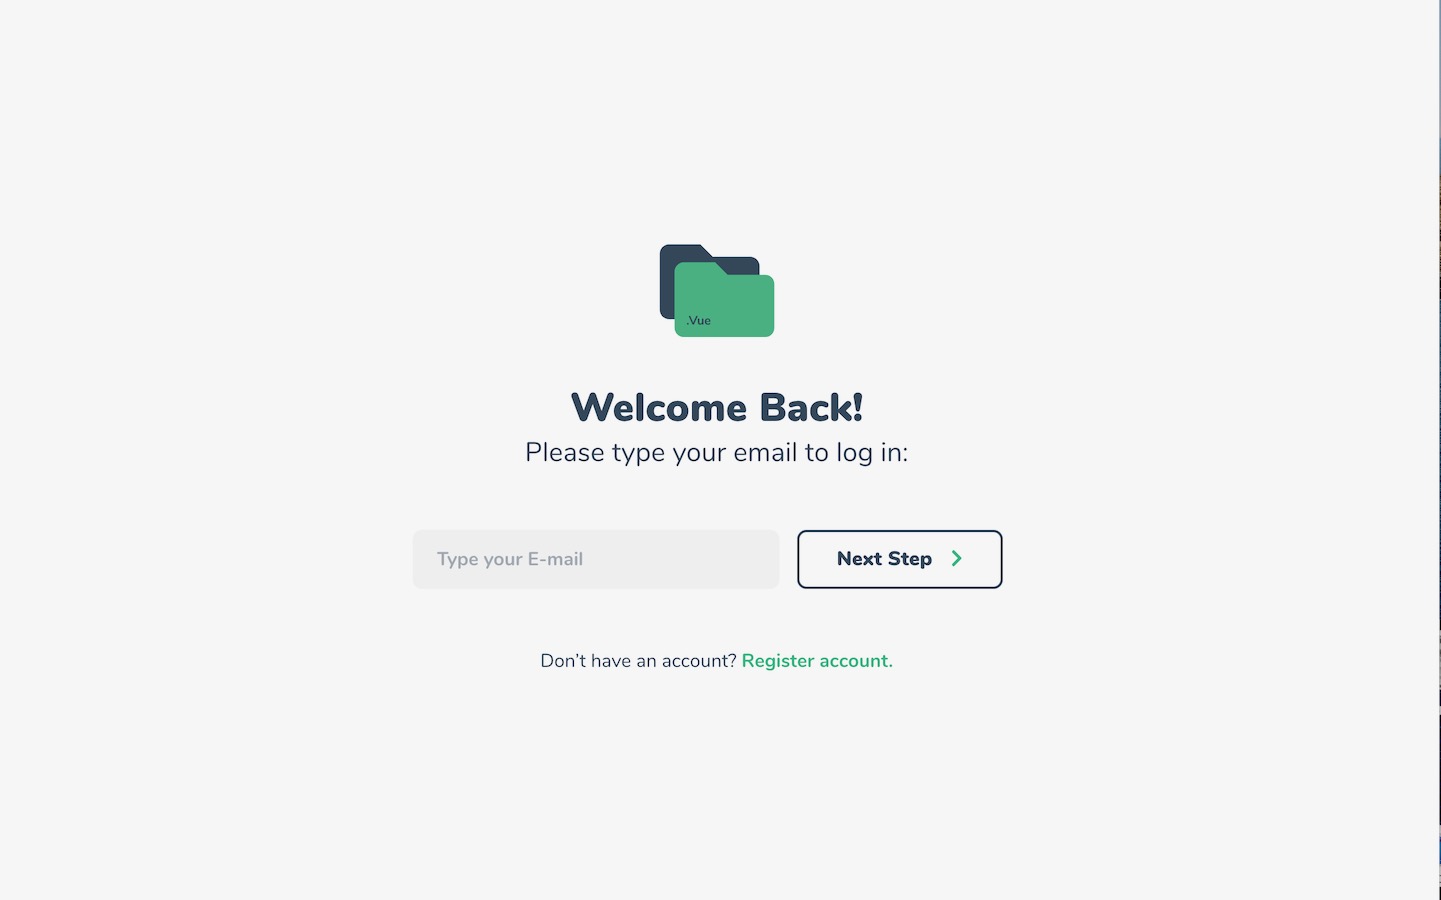 .Vue
Welcome Back!
Please type your email to log in:
Type your E-mail
Next Step
Don’t have an account? Register account.